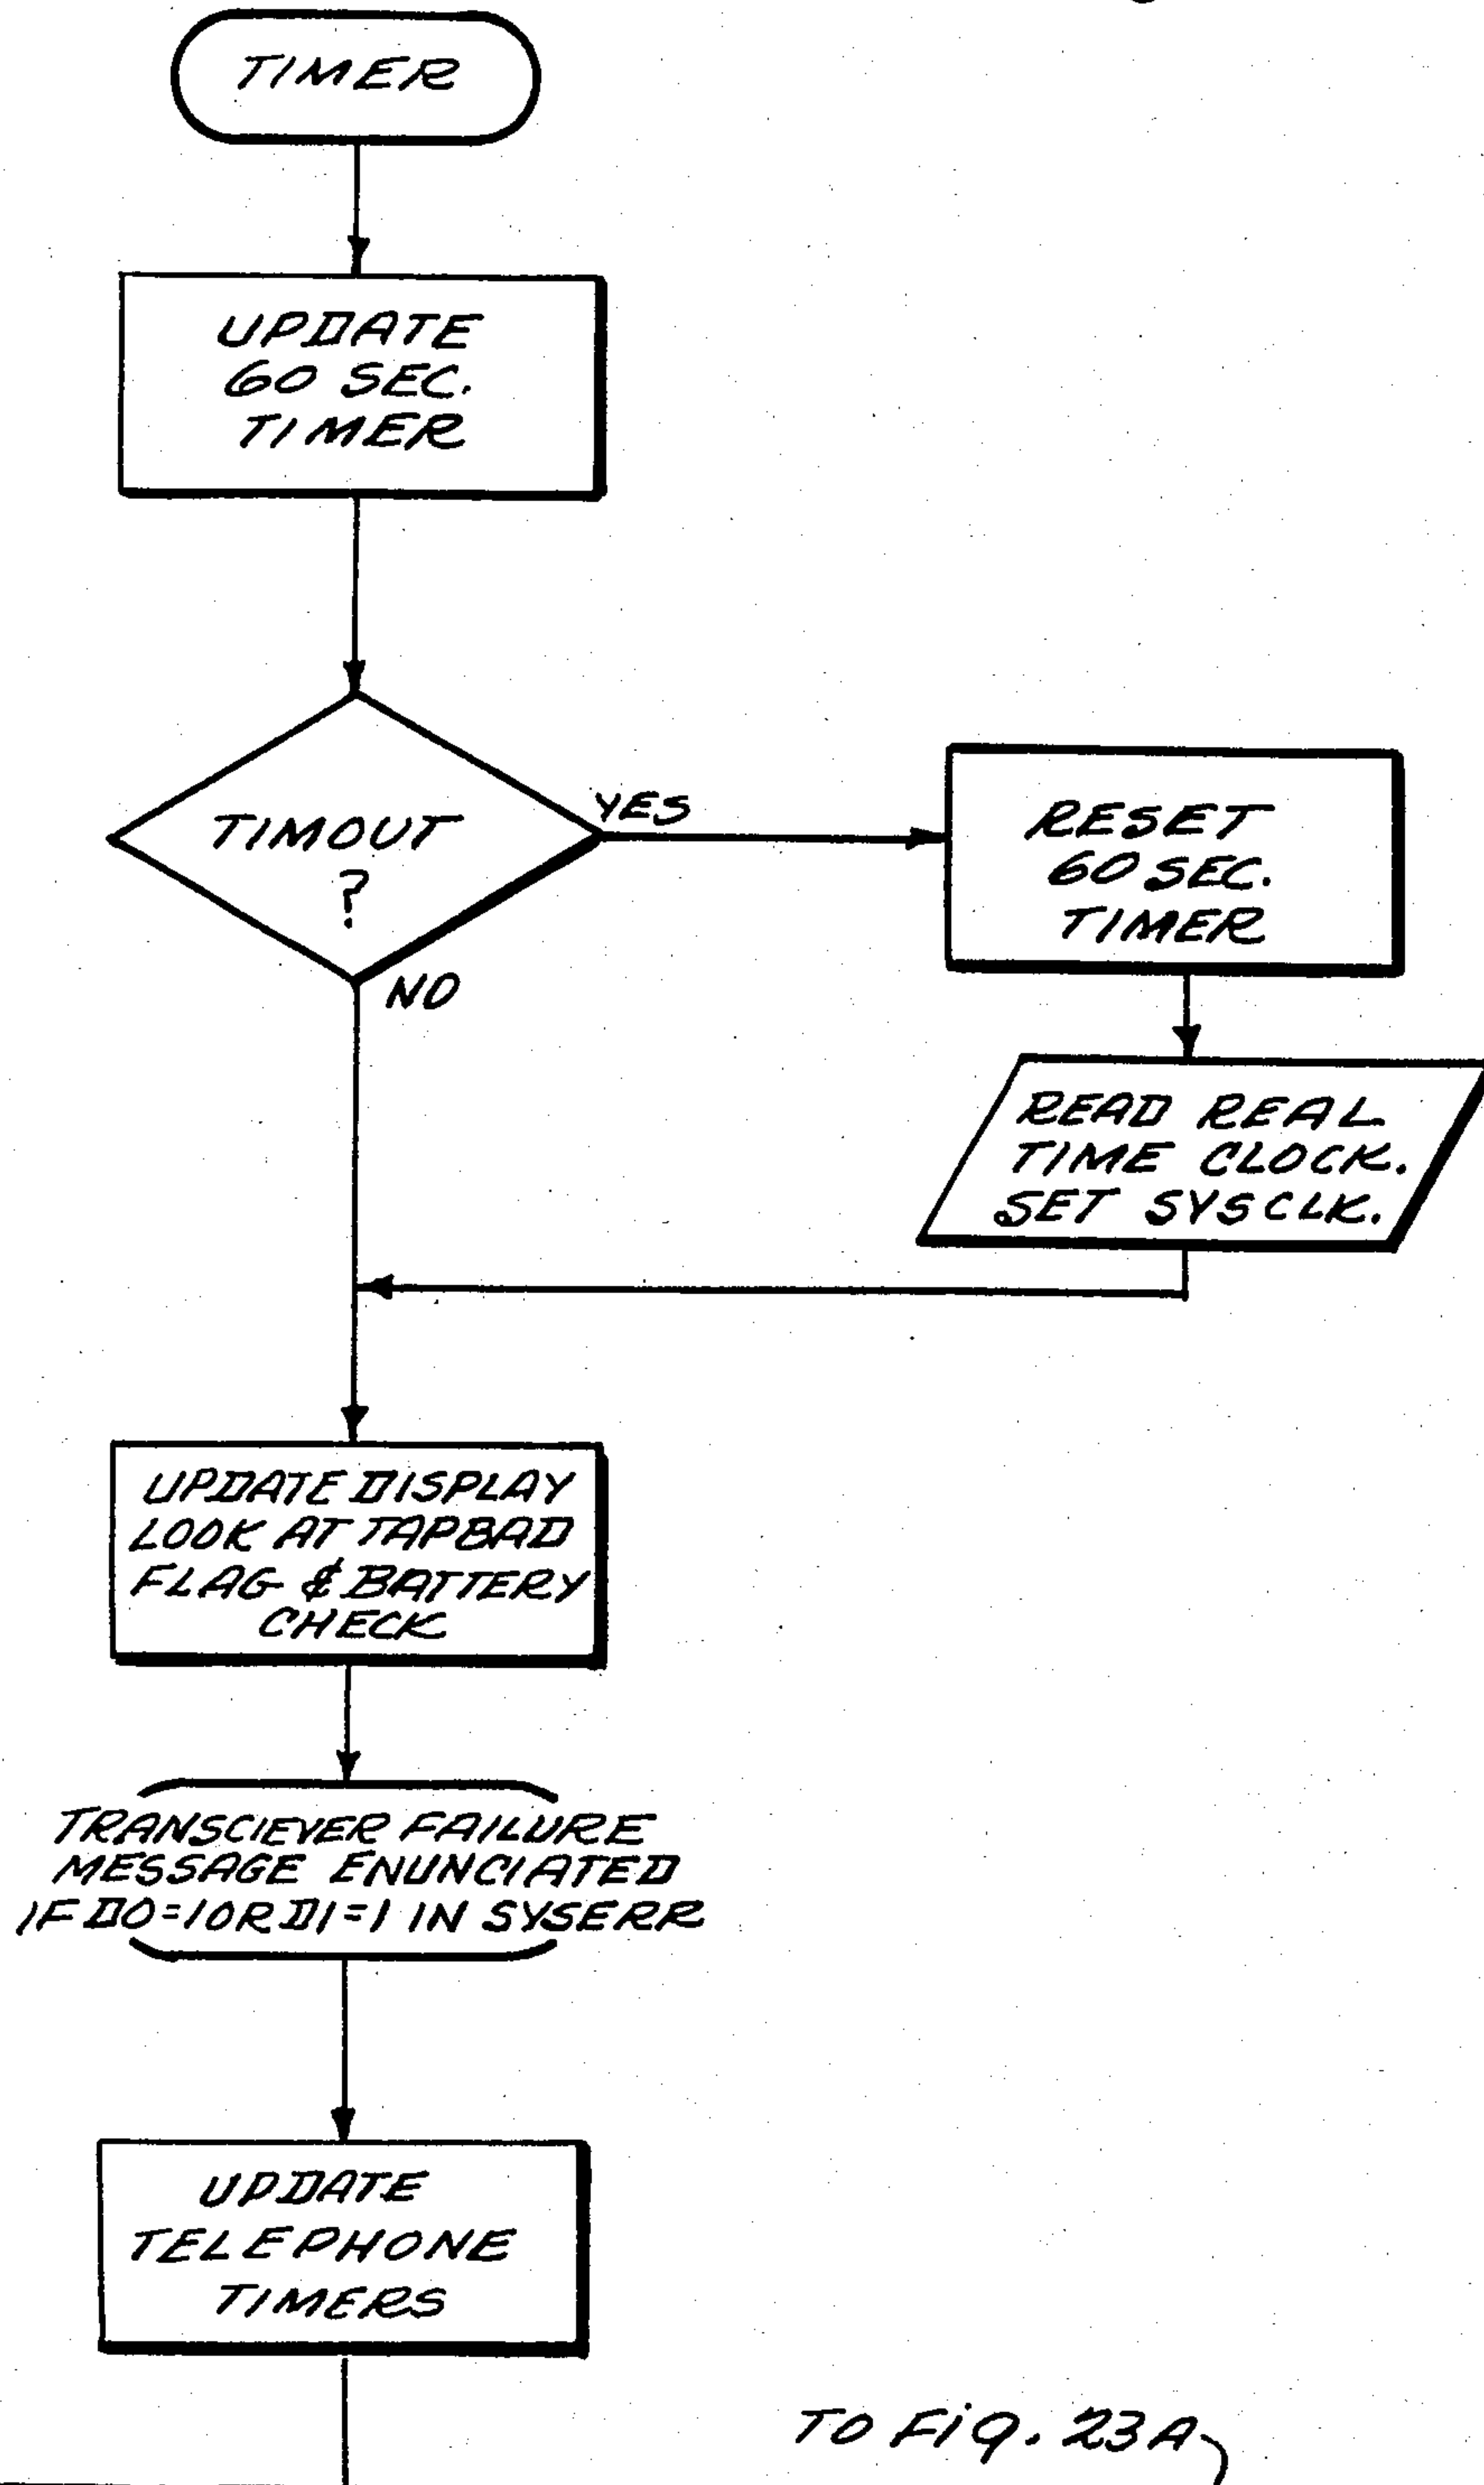 TIMER
UPDATE
60 SEC.
TIMER
TIMOUT
?
YES
NO
RESET
60 SEC.
TIMER
READ REAL
TIME CLOCK.
SET SYSCLK.
UPDATE DISPLAY
LOOK AT TAPBAD
FLAG & BATTERY
CHECK
TRANSCIEVER FAILURE
MESSAGE ENUNCIATED
IF D0=1 OR D1=1 IN SYSERR
UPDATE
TELEPHONE
TIMERS
TO Fig. 23A